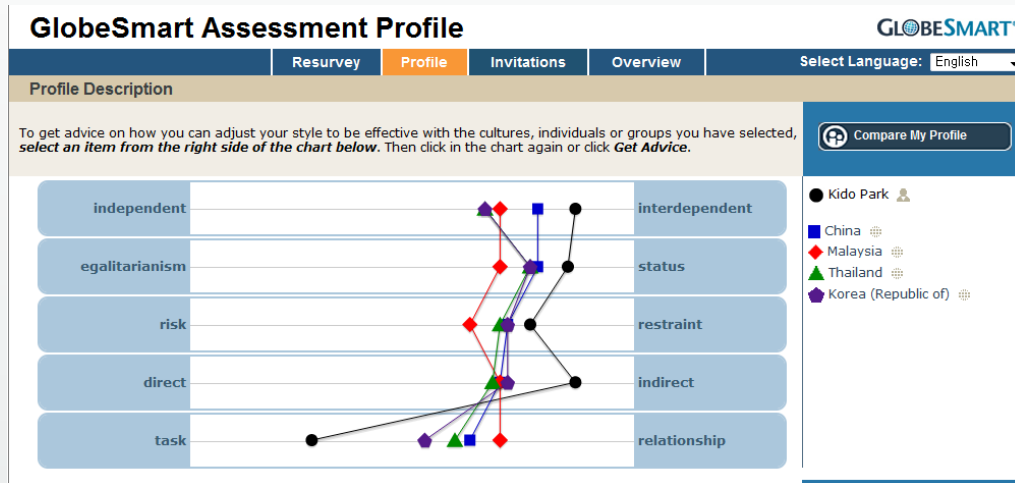 GlobeSmart Assessment Profile
GLOBESMART®
Resurvey Profile Invitations Overview Select Language: English
Profile Description
To get advice on how you can adjust your style to be effective with the cultures, individuals or groups you have selected,
select an item from the right side of the chart below. Then click in the chart again or click Get Advice.
Compare My Profile
independent interdependent
egalitarianism status
risk restraint
direct indirect
task relationship
Kido Park
China
Malaysia
Thailand
Korea (Republic of)